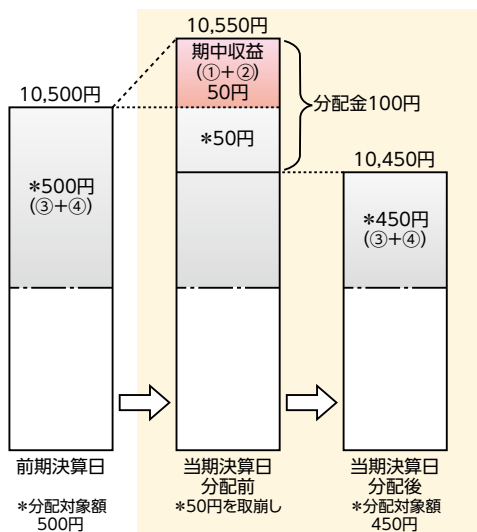 10,550円
期中収益
(①+②)
50円
10,500円
分配金100円
*50円
10,450円
*500円
(③+④)
*450円
(③+④)
前期決算日
当期決算日
分配前
当期決算日
分配後
*分配対象額
500円
*50円を取崩し
*分配対象額
450円